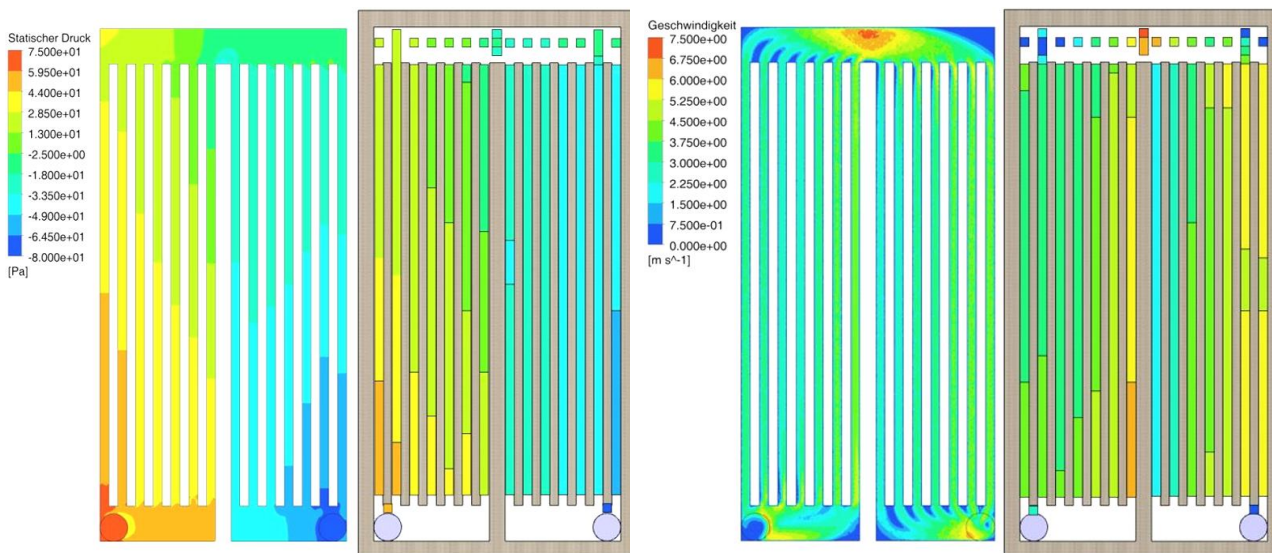 Statischer Druck
7.500e+01
5.950e+01
4.400e+01
2.850e+01
1.300e+01
-2.500e+00
-1.800e+01
-3.350e+01
-4.900e+01
-6.450e+01
-8.000e+01
[Pa]
Geschwindigkeit
7.500e+00
6.750e+00
6.000e+00
5.250e+00
4.500e+00
3.750e+00
3.000e+00
2.250e+00
1.500e+00
7.500e-01
0.000e+00
[m s^-1]